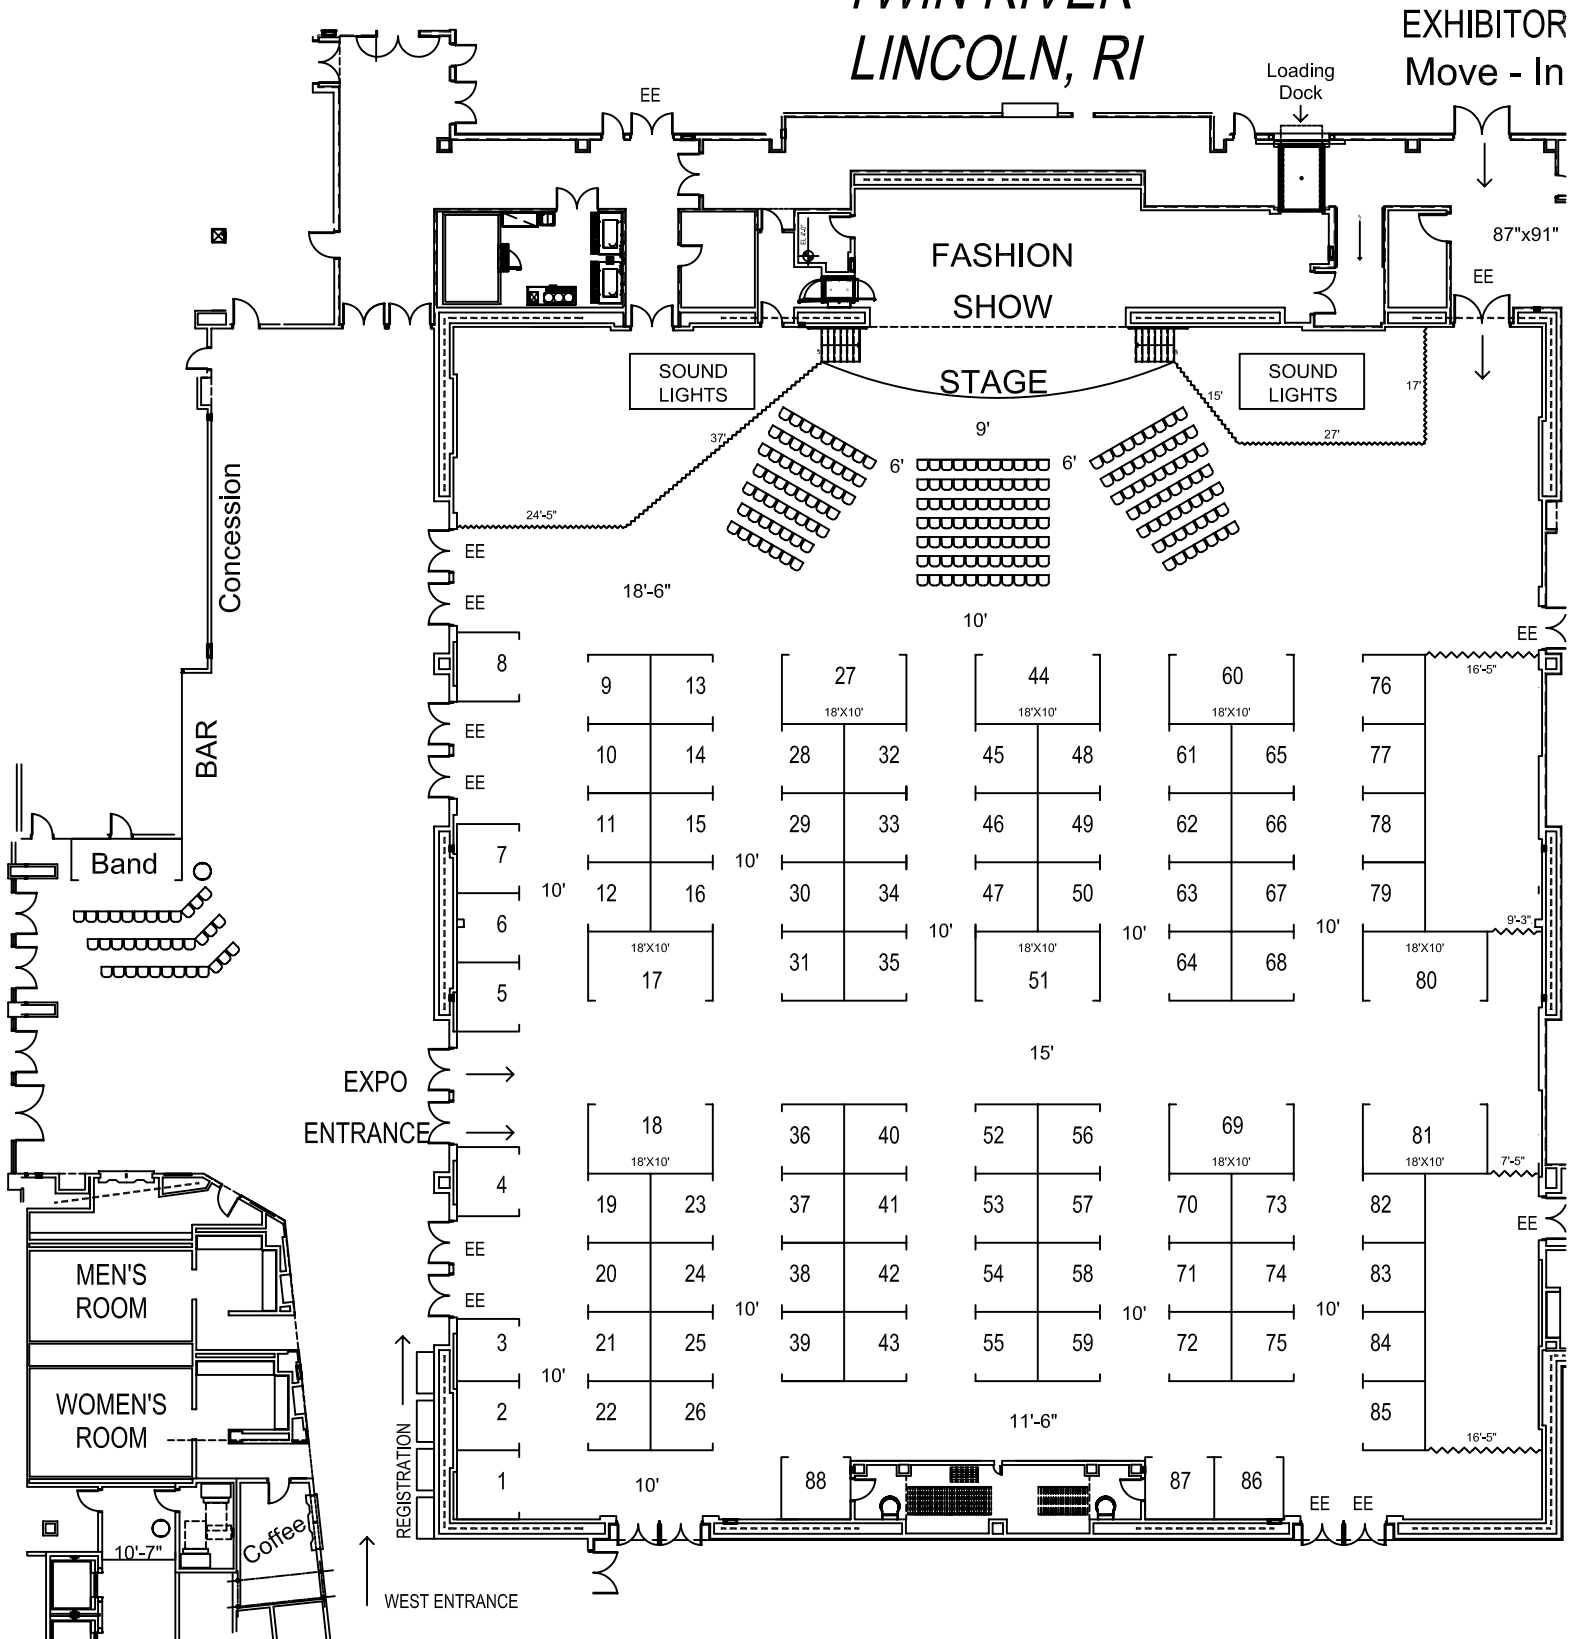 TWIN RIVER
LINCOLN, RI
EXHIBITOR
Move - In
Loading
Dock
EE
EL 4'-0"
87"x91"
EE
FASHION
SHOW
STAGE
SOUND
LIGHTS
SOUND
LIGHTS
37'
15'
17'
27'
9'
6'
6'
24'-5"
Concession
EE
EE
18'-6"
10'
EE
8
9
13
27
18'X10'
44
18'X10'
60
18'X10'
76
16'-5"
EE
BAR
10
14
28
32
45
48
61
65
77
EE
11
15
29
33
46
49
62
66
78
Band
7
10'
10'
12
16
30
34
47
50
63
67
79
6
10'
10'
10'
9'-3"
18'X10'
17
31
35
18'X10'
51
64
68
18'X10'
80
5
15'
EXPO
ENTRANCE
18
18'X10'
36
40
52
56
69
18'X10'
81
18'X10'
7'-5"
4
19
23
37
41
53
57
70
73
82
EE
EE
MEN'S
ROOM
20
24
38
42
54
58
71
74
83
EE
10'
10'
10'
3
21
25
39
43
55
59
72
75
84
10'
WOMEN'S
ROOM
2
22
26
11'-6"
85
16'-5"
REGISTRATION
1
10'
88
87
86
EE
EE
Coffee
10'-7"
WEST ENTRANCE